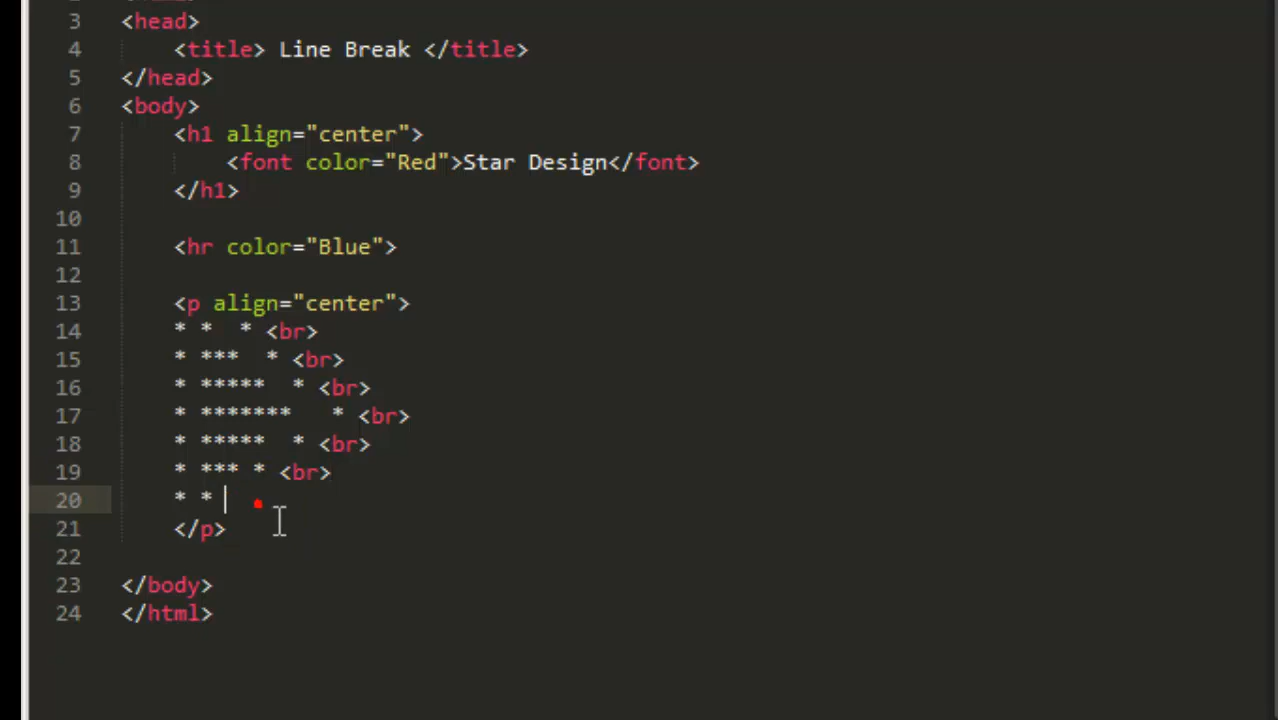 3 <head>
4 <title> Line Break </title>
5 </head>
6 <body>
7 <h1 align="center">
8 <font color="Red">Star Design</font>
9 </h1>
10
11 <hr color="Blue">
12
13 <p align="center">
14 * *  * <br>
15 * ***  * <br>
16 * *****  * <br>
17 * *******   * <br>
18 * *****  * <br>
19 * *** * <br>
20 * *
21 </p>
22
23 </body>
24 </html>